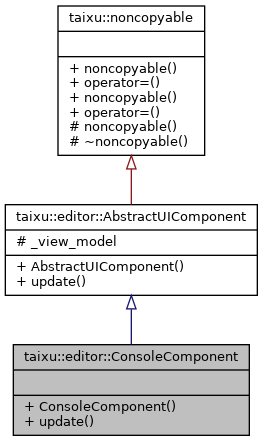 taixu::noncopyable
+ noncopyable()
+ operator=()
+ noncopyable()
+ operator=()
# noncopyable()
# ~noncopyable()
taixu::editor::AbstractUIComponent
# _view_model
+ AbstractUIComponent()
+ update()
taixu::editor::ConsoleComponent
+ ConsoleComponent()
+ update()